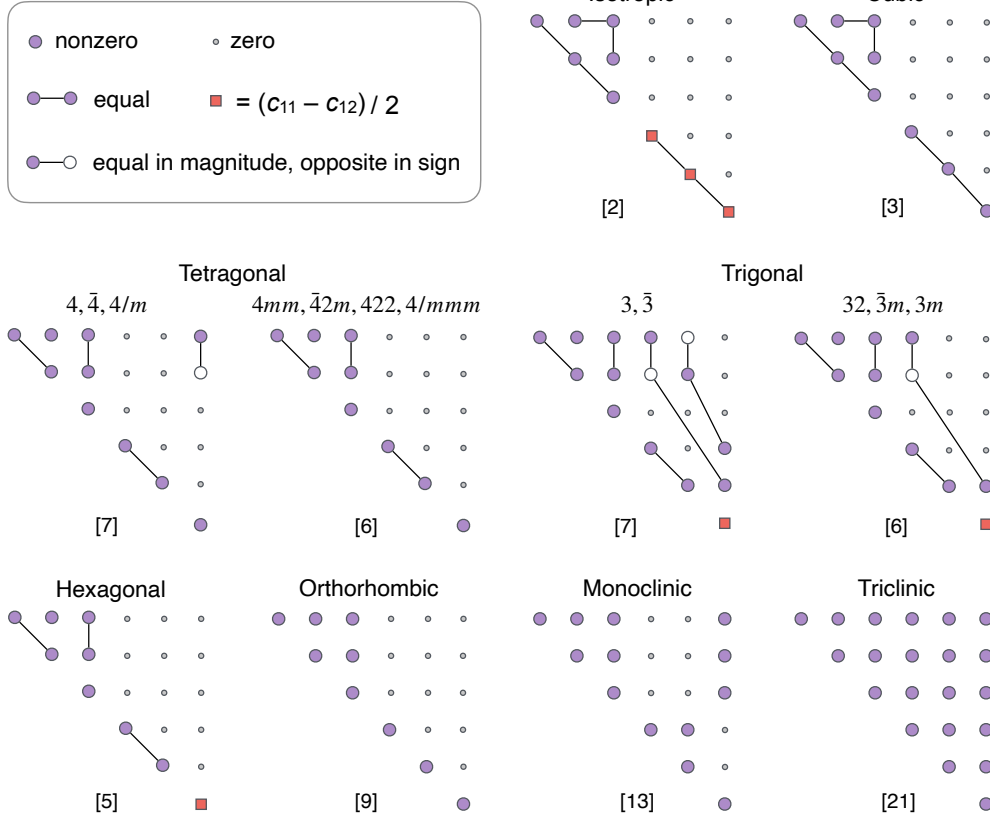 Isotropic
Cubic
nonzero
zero
equal
= (c11 – c12) / 2
equal in magnitude, opposite in sign
[2]
[3]
Tetragonal
Trigonal
4, 4̄, 4/m
4mm, 4̄2m, 422, 4/mmm
3, 3̄
32, 3̄m, 3m
[7]
[6]
[7]
[6]
Hexagonal
Orthorhombic
Monoclinic
Triclinic
[5]
[9]
[13]
[21]